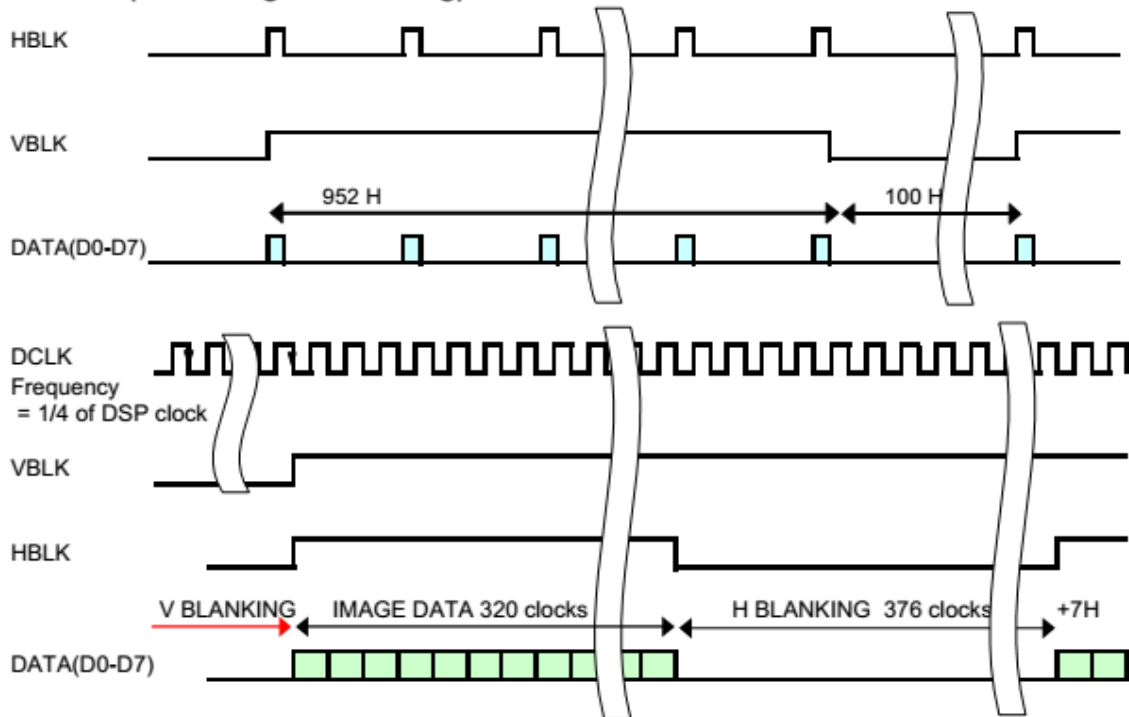 HBLK
VBLK
952 H
100 H
DATA(D0-D7)
DCLK
Frequency
= 1/4 of DSP clock
VBLK
HBLK
V BLANKING
IMAGE DATA 320 clocks
H BLANKING 376 clocks
+7H
DATA(D0-D7)